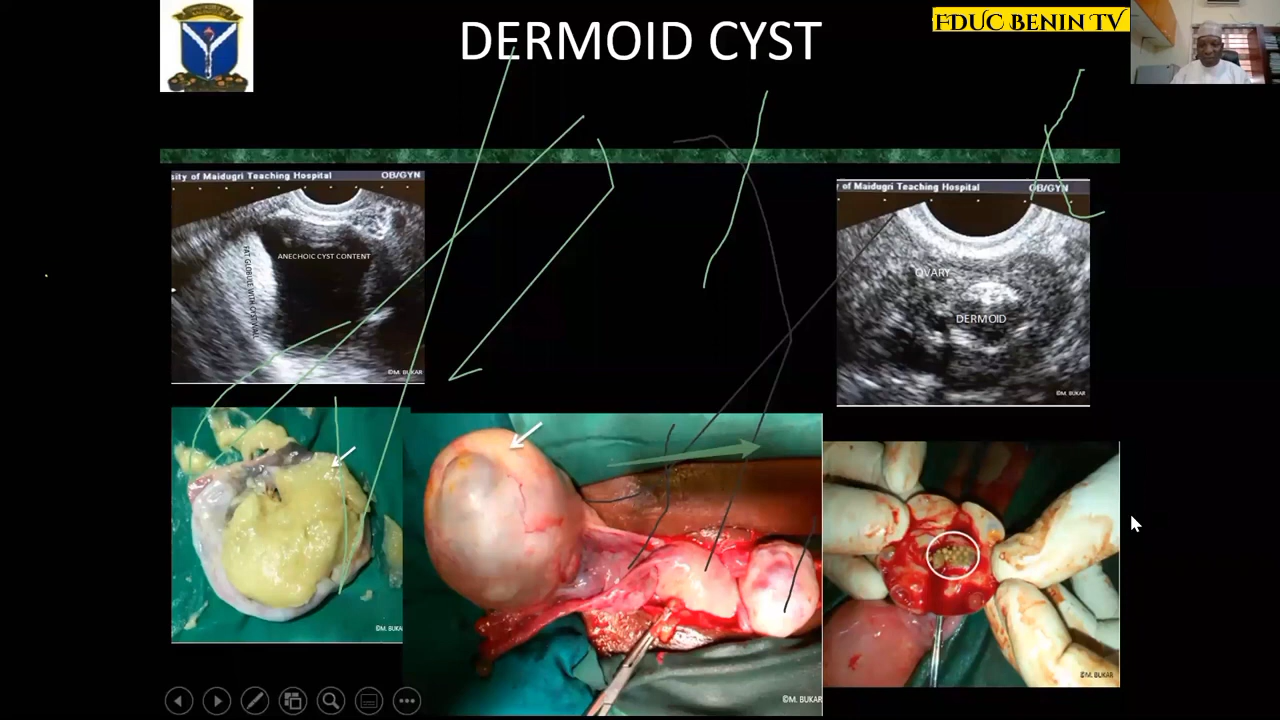 DERMOID CYST
EDUC BENIN TV
sity of Maidugri Teaching Hospital OB/GYN
ANECHOIC CYST CONTENT
FAT GLOBULE WITH CYST WALL
©M. BUKAR
y of Maidugri Teaching Hospital OB/GYN
OVARY
DERMOID
©M. BUKAR
©M. BUKA
©M. BUKAR
©M. BUKAR